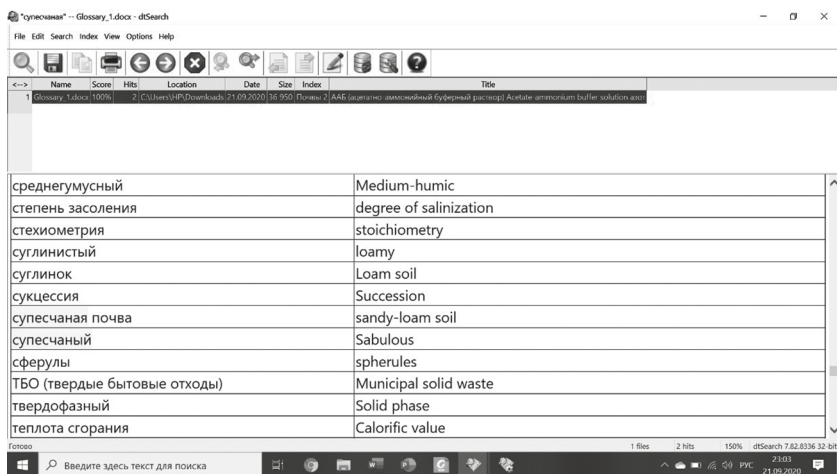 "супесчаная" -- Glossary_1.docx - dtSearch
File Edit Search Index View Options Help
<--> Name Score Hits Location Date Size Index Title
1 Glossary_1.docx 100% 2 C:\Users\HP\Downloads 21.09.2020 36 950 Почвы 2 ААБ (ацетатно-аммонийный буферный раствор) Acetate-ammonium buffer solution азот
среднегумусный Medium-humic
степень засоления degree of salinization
стехиометрия stoichiometry
суглинистый loamy
суглинок Loam soil
сукцессия Succession
супесчаная почва sandy-loam soil
супесчаный Sabulous
сферулы spherules
ТБО (твердые бытовые отходы) Municipal solid waste
твердофазный Solid phase
теплота сгорания Calorific value
Готово 1 files 2 hits 150% dtSearch 7.82.8336 32-bit
Введите здесь текст для поиска РУС 23:03
21.09.2020